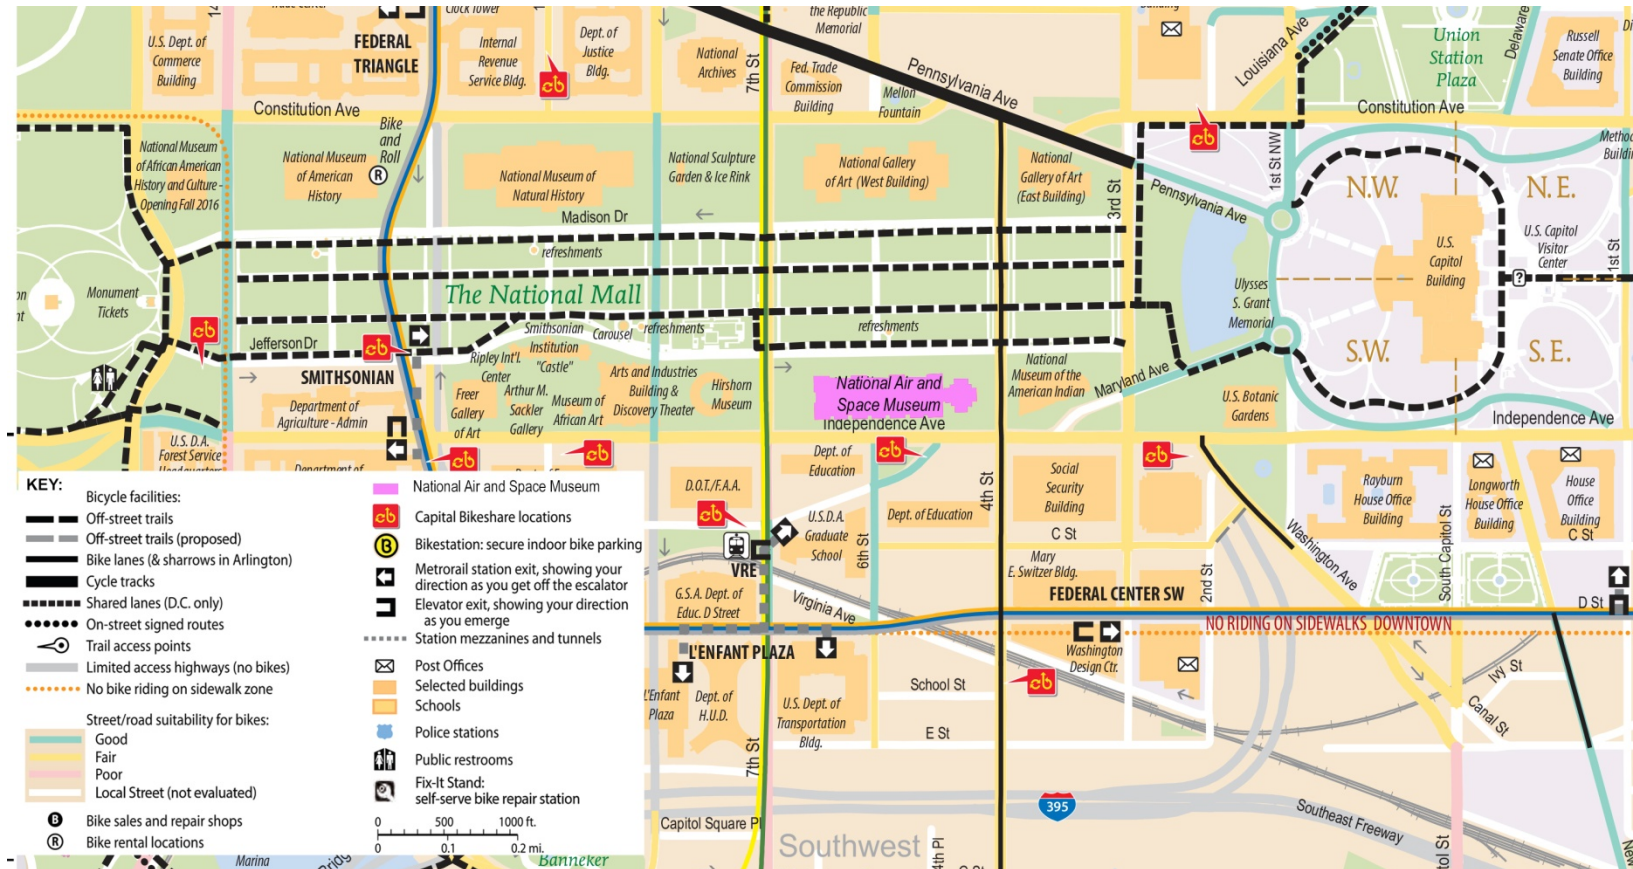 Trade Center
Clock Tower
the Republic
Memorial
Building
Delaware
U.S. Dept. of
Commerce
Building
FEDERAL
TRIANGLE
Internal
Revenue
Service Bldg.
Dept. of
Justice
Bldg.
National
Archives
7th St
Fed. Trade
Commission
Building
Mellon
Fountain
Pennsylvania Ave
Louisiana Ave
Union
Station
Plaza
Russell
Senate Office
Building
Constitution Ave
Constitution Ave
Bike
and
Roll
R
National Museum
of African American
History and Culture -
Opening Fall 2016
National Museum
of American
History
National Museum of
Natural History
National Sculpture
Garden & Ice Rink
National Gallery
of Art (West Building)
National
Gallery of Art
(East Building)
3rd St
Pennsylvania Ave
1st St NW
N.W.
N.E.
Madison Dr
refreshments
The National Mall
Monument
Tickets
U.S.
Capitol
Building
U.S. Capitol
Visitor
Center
?
1st St
Ulysses
S. Grant
Memorial
Jefferson Dr
SMITHSONIAN
Smithsonian
Institution
"Castle"
Carousel
refreshments
refreshments
Ripley Int'l.
Center
Arthur M.
Sackler
Gallery
Freer
Gallery
of Art
Museum of
African Art
Arts and Industries
Building &
Discovery Theater
Hirshorn
Museum
National Air and
Space Museum
National
Museum of the
American Indian
Maryland Ave
U.S. Botanic
Gardens
S.W.
S.E.
Department of
Agriculture - Admin
Independence Ave
Independence Ave
U.S. D.A.
Forest Service
Headquarters
Department of
D.O.T./F.A.A.
Dept. of
Education
Dept. of Education
U.S.D.A.
Graduate
School
6th St
4th St
Social
Security
Building
C St
Mary
E. Switzer Bldg.
2nd St
Washington Ave
Rayburn
House Office
Building
South Capitol St
Longworth
House Office
Building
House
Office
Building
C St
D St
VRE
G.S.A. Dept. of
Educ. D Street
Virginia Ave
FEDERAL CENTER SW
NO RIDING ON SIDEWALKS DOWNTOWN
L'ENFANT PLAZA
L'Enfant
Plaza
Dept. of
H.U.D.
U.S. Dept. of
Transportation
Bldg.
Washington
Design Ctr.
School St
E St
Ivy St
Canal St
7th St
395
Southeast Freeway
Capitol Square Pl
Southwest
4th Pl
Marina
Banneker
KEY:
Bicycle facilities:
Off-street trails
Off-street trails (proposed)
Bike lanes (& sharrows in Arlington)
Cycle tracks
Shared lanes (D.C. only)
On-street signed routes
Trail access points
Limited access highways (no bikes)
No bike riding on sidewalk zone
Street/road suitability for bikes:
Good
Fair
Poor
Local Street (not evaluated)
B Bike sales and repair shops
R Bike rental locations
National Air and Space Museum
cb Capital Bikeshare locations
B Bikestation: secure indoor bike parking
Metrorail station exit, showing your
direction as you get off the escalator
Elevator exit, showing your direction
as you emerge
Station mezzanines and tunnels
Post Offices
Selected buildings
Schools
Police stations
Public restrooms
Fix-It Stand:
self-serve bike repair station
0 500 1000 ft.
0 0.1 0.2 mi.